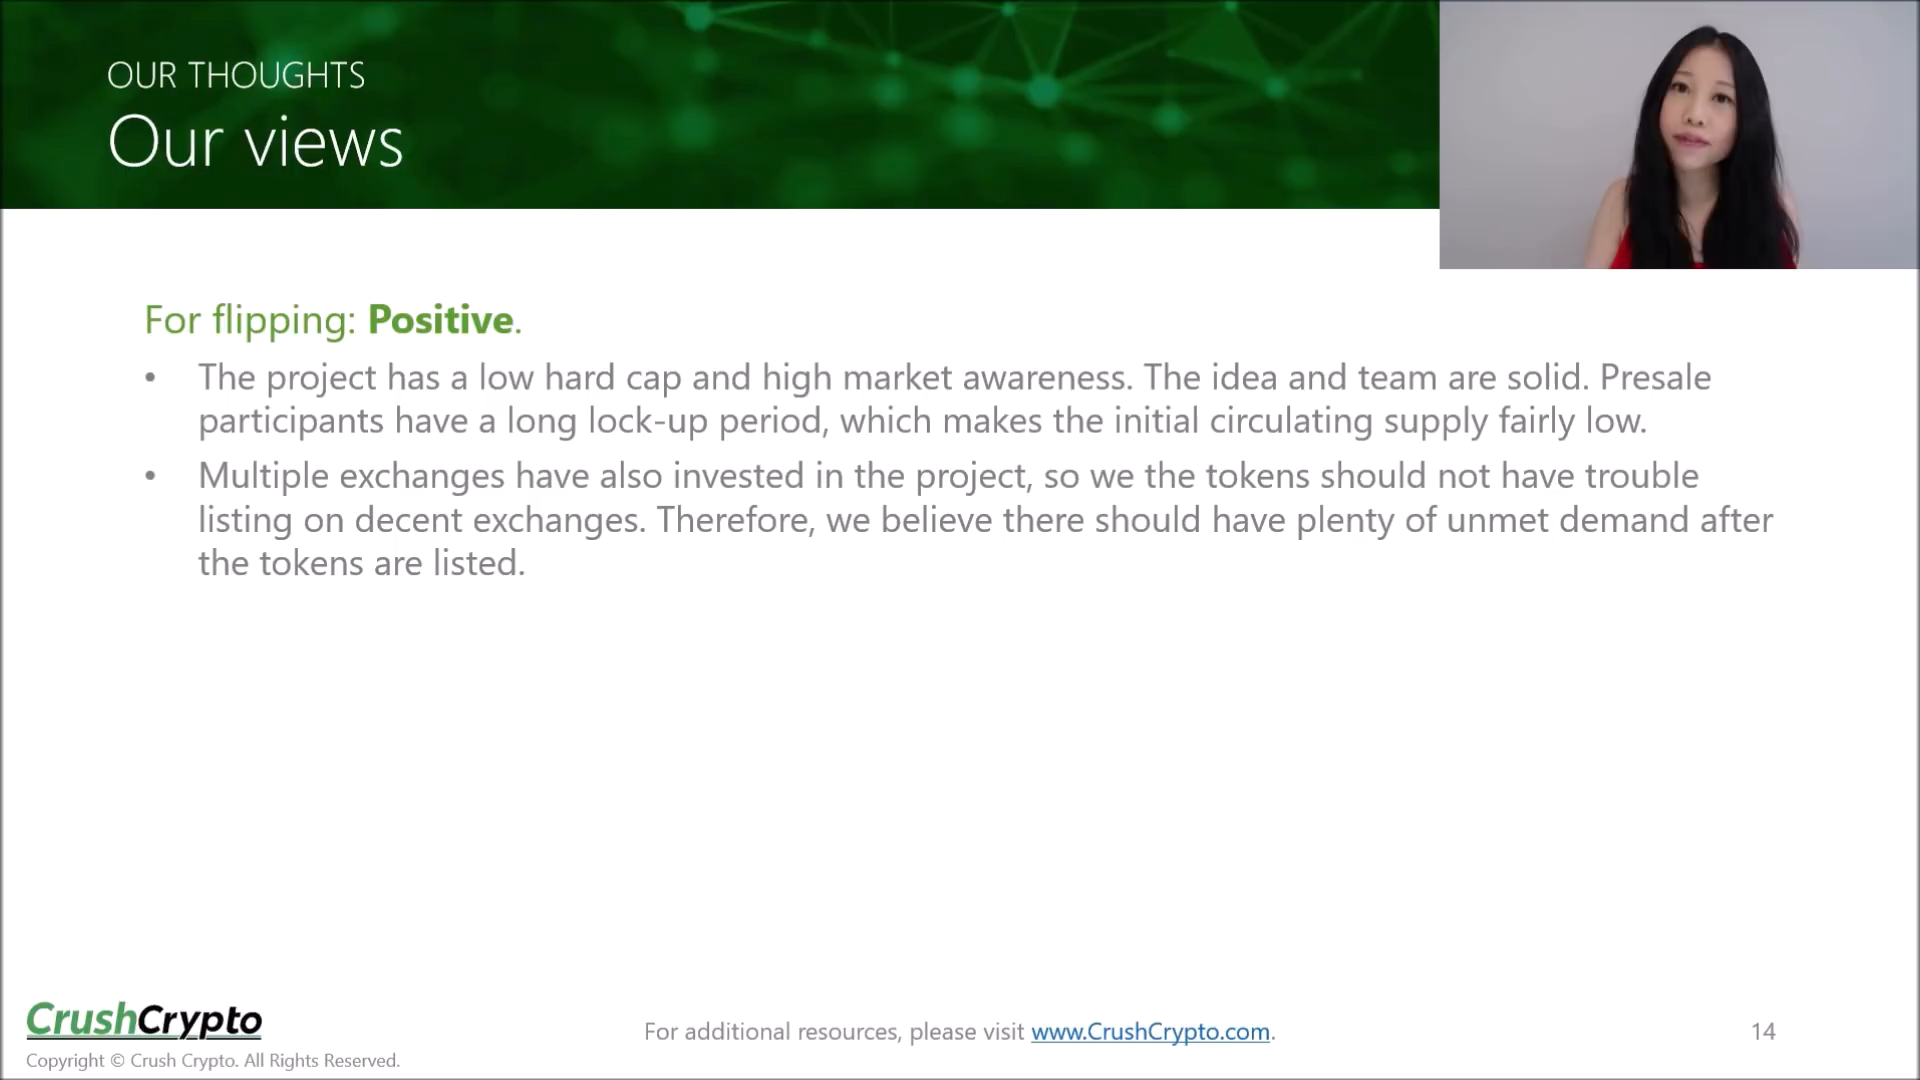 OUR THOUGHTS
Our views
For flipping: Positive.
• The project has a low hard cap and high market awareness. The idea and team are solid. Presale
participants have a long lock-up period, which makes the initial circulating supply fairly low.
• Multiple exchanges have also invested in the project, so we the tokens should not have trouble
listing on decent exchanges. Therefore, we believe there should have plenty of unmet demand after
the tokens are listed.
CrushCrypto
Copyright © Crush Crypto. All Rights Reserved.
For additional resources, please visit www.CrushCrypto.com.
14